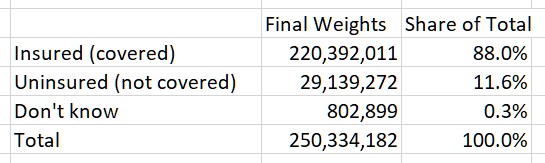 Final Weights Share of Total
Insured (covered) 220,392,011 88.0%
Uninsured (not covered) 29,139,272 11.6%
Don't know 802,899 0.3%
Total 250,334,182 100.0%